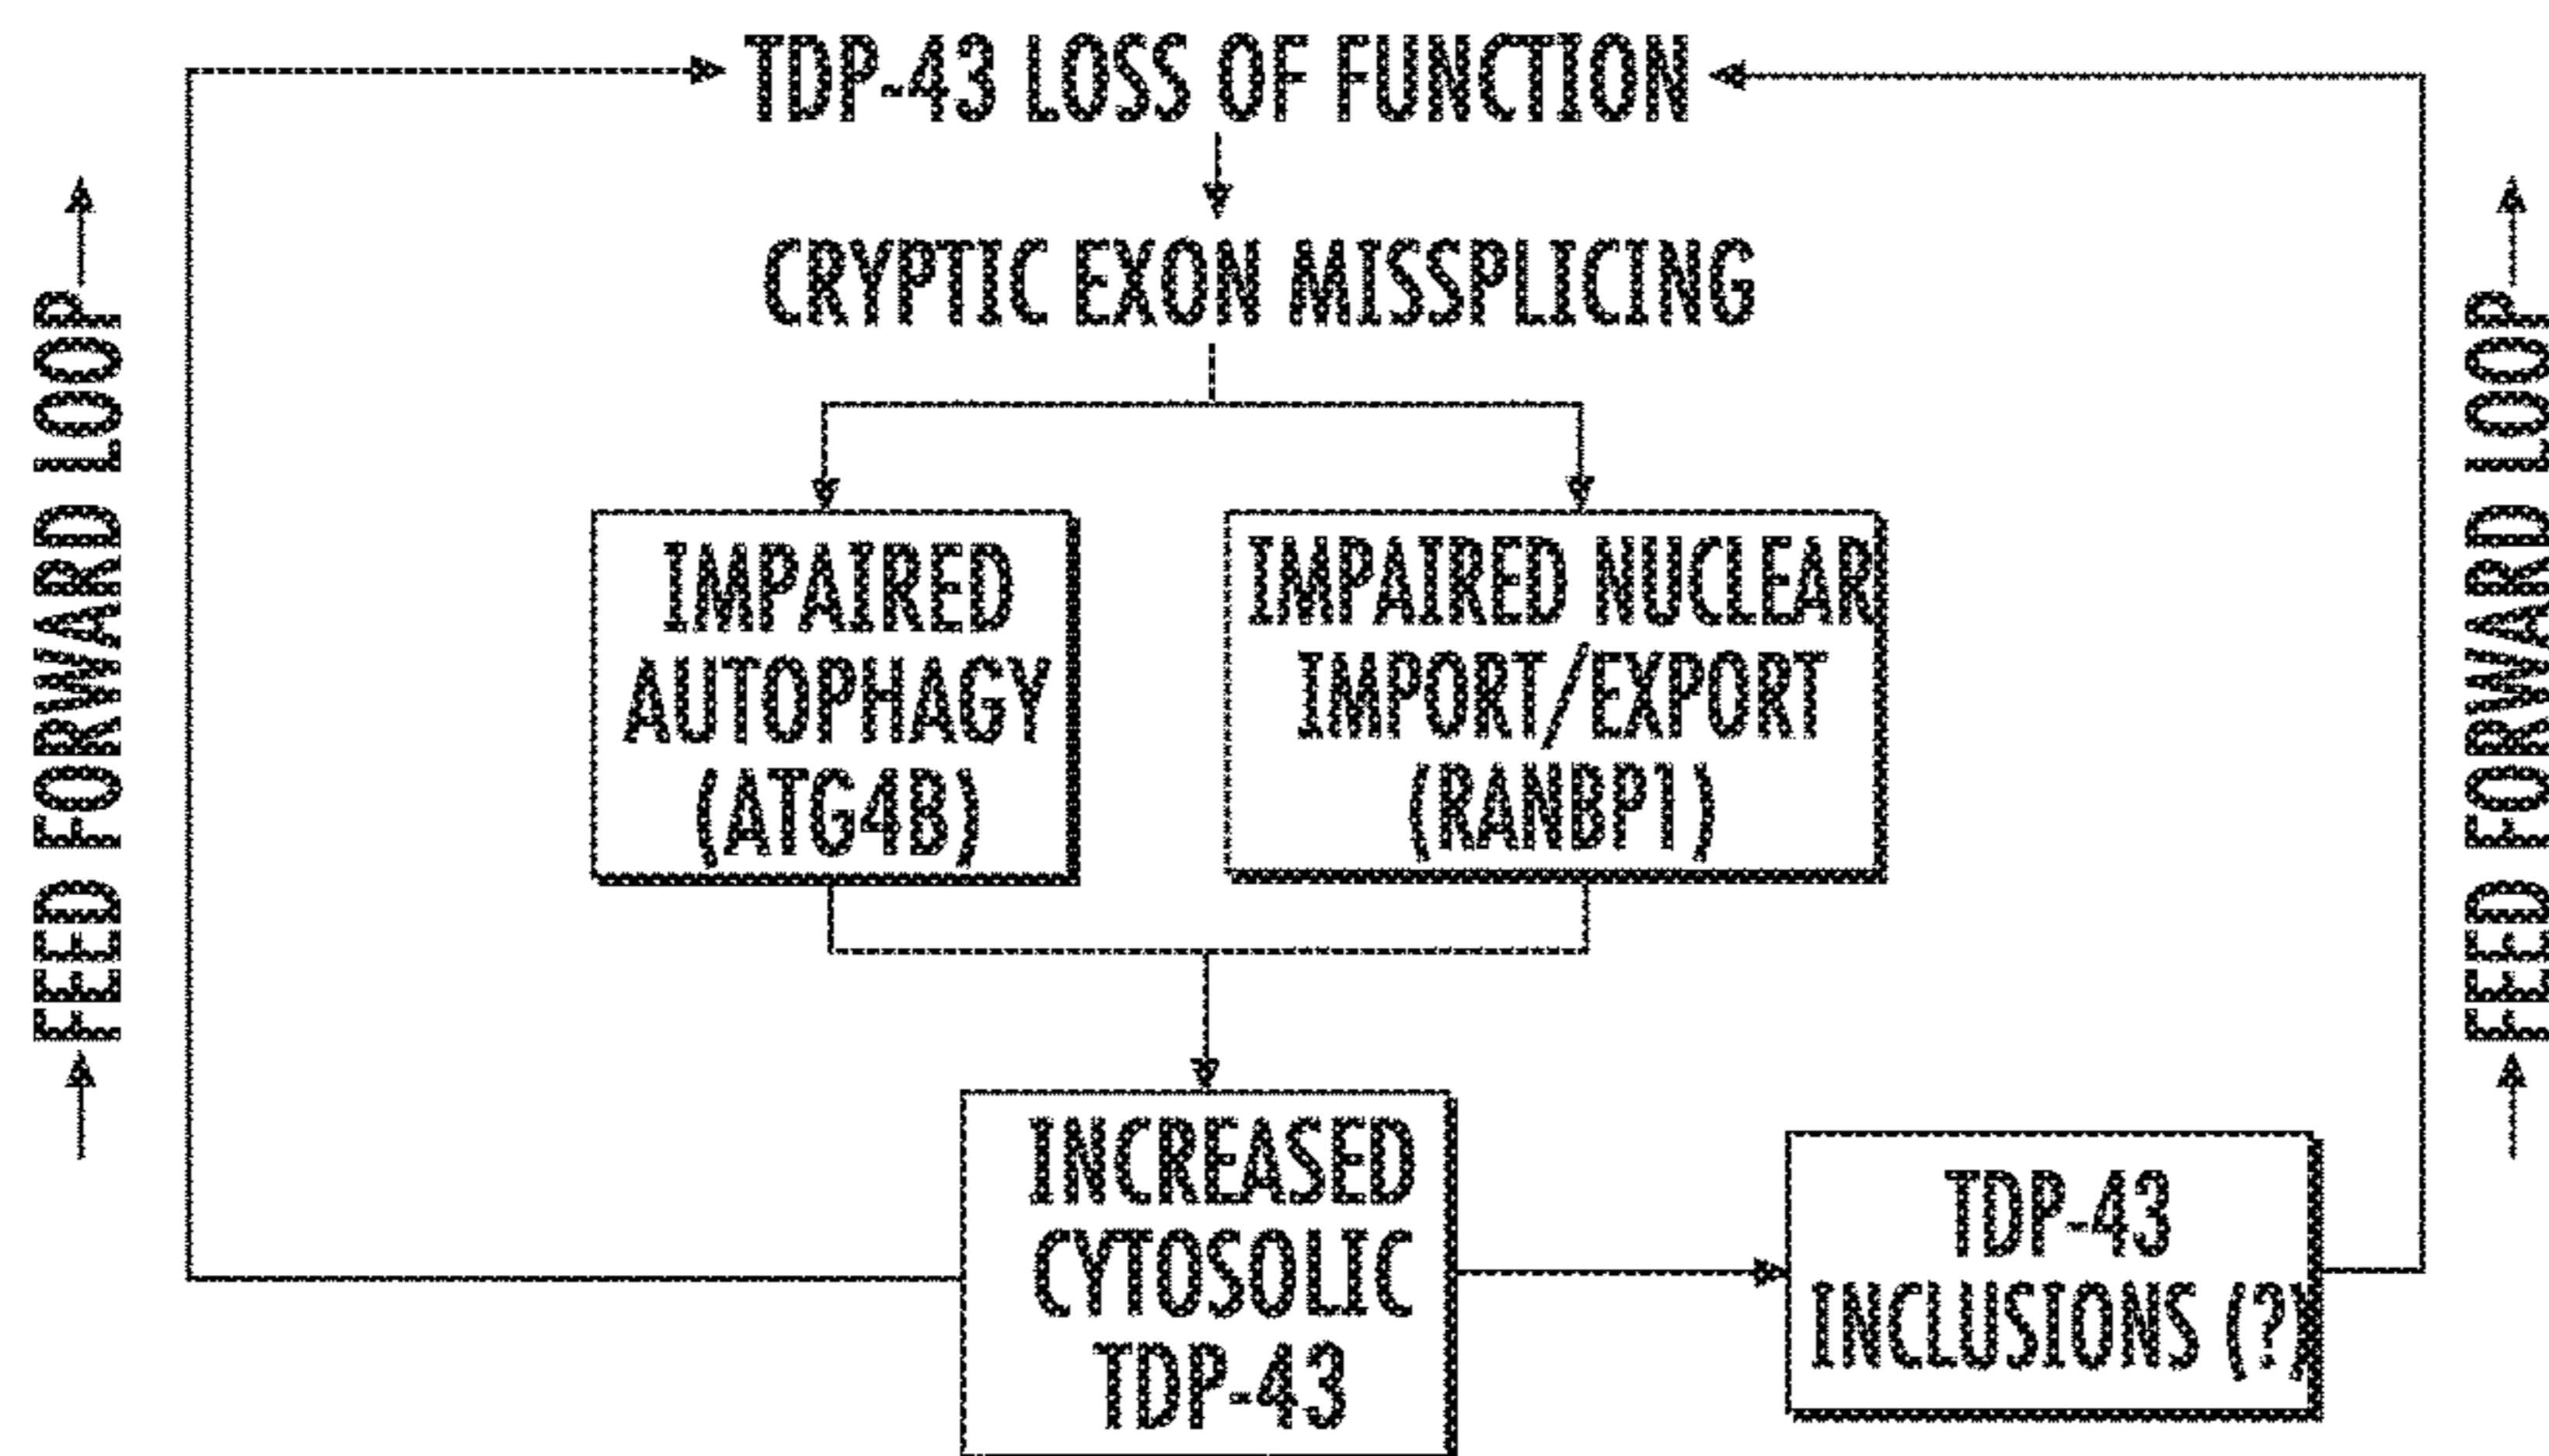 TDP-43 LOSS OF FUNCTION
CRYPTIC EXON MISSPLICING
FEED FORWARD LOOP
IMPAIRED
AUTOPHAGY
(ATG4B)
IMPAIRED NUCLEAR
IMPORT/EXPORT
(RANBP1)
FEED FORWARD LOOP
INCREASED
CYTOSOLIC
TDP-43
TDP-43
INCLUSIONS (?)